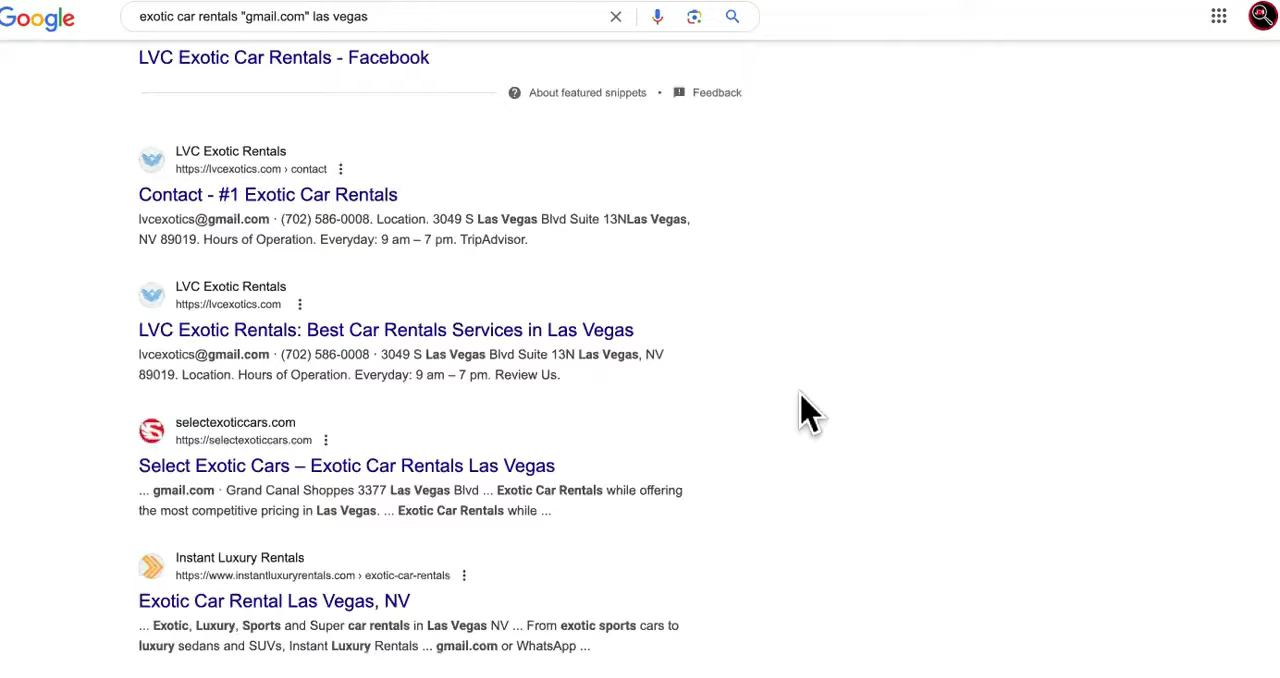 Google
exotic car rentals "gmail.com" las vegas
LVC Exotic Car Rentals - Facebook
About featured snippets • Feedback
LVC Exotic Rentals
https://lvcexotics.com › contact
Contact - #1 Exotic Car Rentals
lvcexotics@gmail.com · (702) 586-0008. Location. 3049 S Las Vegas Blvd Suite 13NLas Vegas,
NV 89019. Hours of Operation. Everyday: 9 am – 7 pm. TripAdvisor.
LVC Exotic Rentals
https://lvcexotics.com
LVC Exotic Rentals: Best Car Rentals Services in Las Vegas
lvcexotics@gmail.com · (702) 586-0008 · 3049 S Las Vegas Blvd Suite 13N Las Vegas, NV
89019. Location. Hours of Operation. Everyday: 9 am – 7 pm. Review Us.
selectexoticcars.com
https://selectexoticcars.com
Select Exotic Cars – Exotic Car Rentals Las Vegas
... gmail.com · Grand Canal Shoppes 3377 Las Vegas Blvd ... Exotic Car Rentals while offering
the most competitive pricing in Las Vegas. ... Exotic Car Rentals while ...
Instant Luxury Rentals
https://www.instantluxuryrentals.com › exotic-car-rentals
Exotic Car Rental Las Vegas, NV
... Exotic, Luxury, Sports and Super car rentals in Las Vegas NV ... From exotic sports cars to
luxury sedans and SUVs, Instant Luxury Rentals ... gmail.com or WhatsApp ...